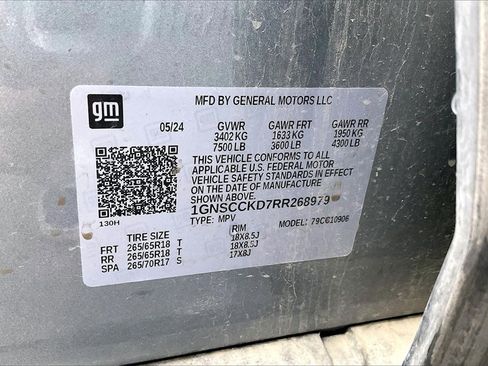 gm
MFD BY GENERAL MOTORS LLC
05/24 GVWR GAWR FRT GAWR RR
3402 KG 1633 KG 1950 KG
7500 LB 3600 LB 4300 LB
THIS VEHICLE CONFORMS TO ALL
APPLICABLE U.S. FEDERAL MOTOR
VEHICLE SAFETY STANDARDS IN EFFECT
ON THE DATE OF MANUFACTURE
SHOWN ABOVE.
1GNSCCKD7RR268979
130H TYPE: MPV MODEL: 79CC10906
TIRE SIZE RIM
FRT 265/65R18 T 18X8.5J
RR 265/65R18 T 18X8.5J
SPA 265/70R17 S 17X8J